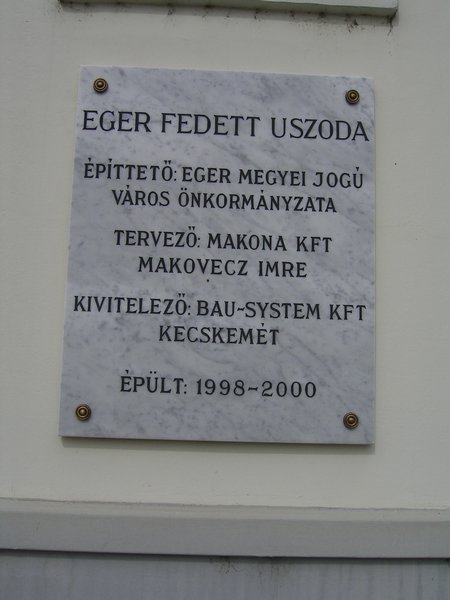 EGER FEDETT USZODA
ÉPÍTTETŐ: EGER MEGYEI JOGÚ
VÁROS ÖNKORMÁNYZATA
TERVEZŐ: MAKONA KFT
MAKOVECZ IMRE
KIVITELEZŐ: BAU-SYSTEM KFT
KECSKEMÉT
ÉPÜLT: 1998-2000